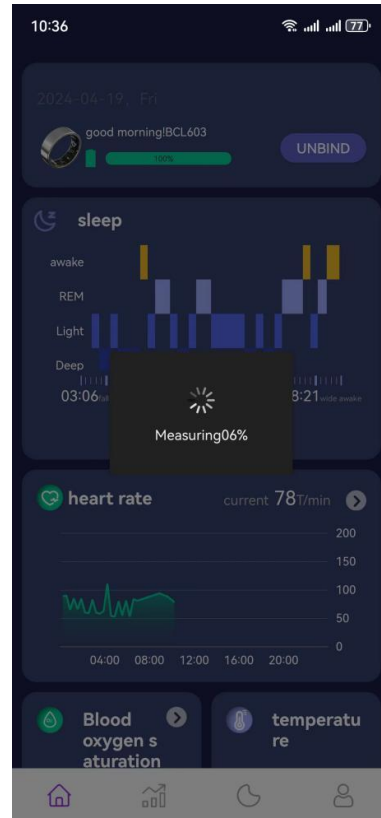 10:36
77
2024-04-19, Fri
good morning!BCL603
100%
UNBIND
sleep
awake
REM
Light
Deep
03:06
8:21 wide awake
Measuring06%
heart rate
current 78T/min
200
150
100
50
0
04:00 08:00 12:00 16:00 20:00
Blood
oxygen s
aturation
temperatu
re